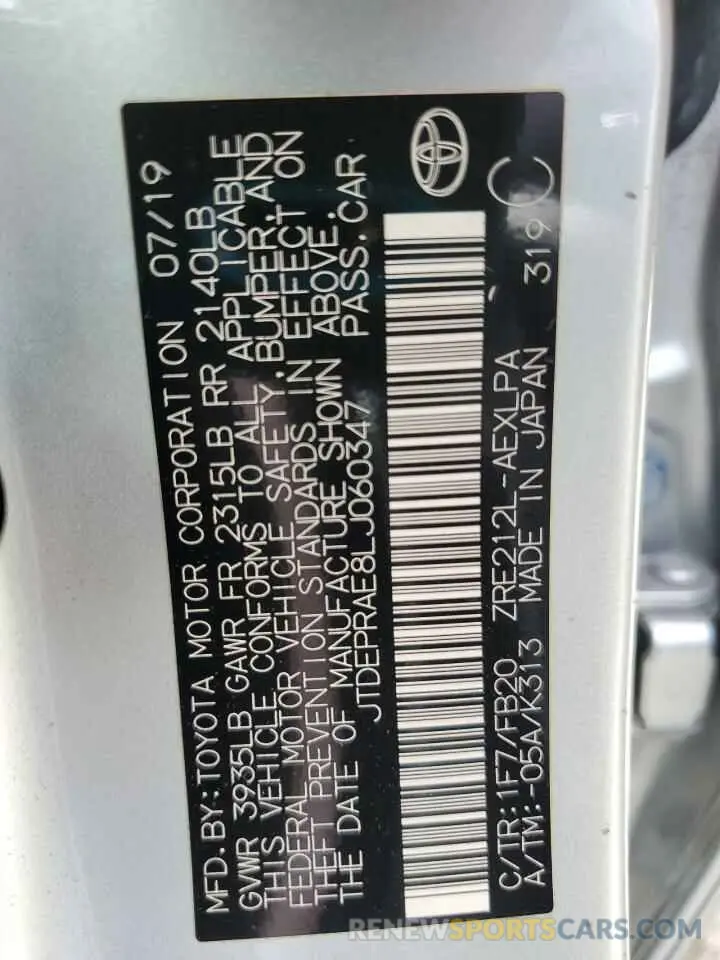 MFD. BY: TOYOTA MOTOR CORPORATION 07/19
GVWR 3935LB GAWR FR 2315LB RR 2140LB
THIS VEHICLE CONFORMS TO ALL APPLICABLE
FEDERAL MOTOR VEHICLE SAFETY, BUMPER, AND
THEFT PREVENTION STANDARDS IN EFFECT ON
THE DATE OF MANUFACTURE SHOWN ABOVE.
JTDEPRAE8LJ060347 PASS. CAR
C/TR: 1F7/FB20 ZRE212L-AEXLPA
A/TM: -05A/K313 MADE IN JAPAN 319 C
RENEWSPORTSCARS.COM